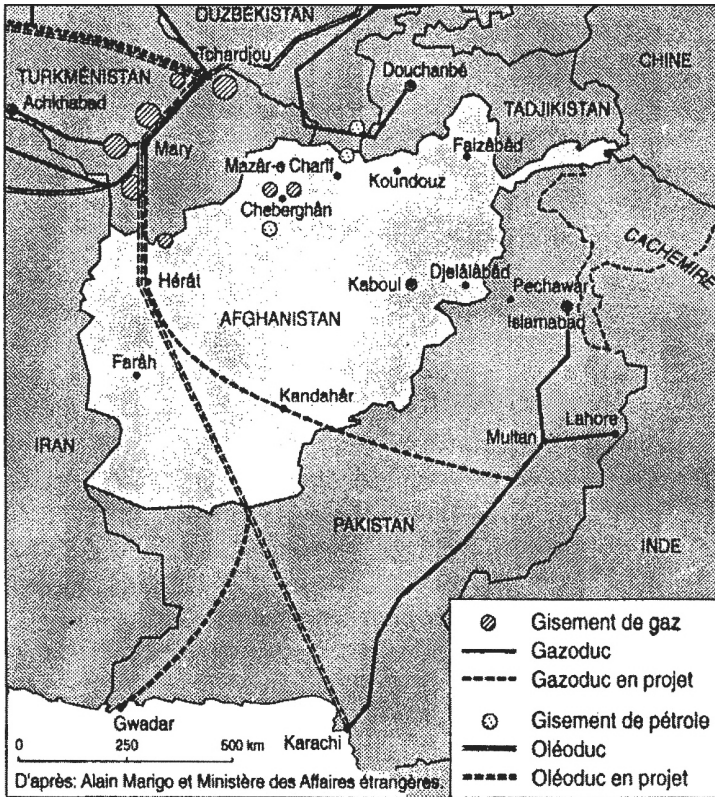 OUZBÉKISTAN
Tchardjou
CHINE
TURKMÉNISTAN
Douchanbé
Achkhabad
TADJIKISTAN
Mary
Faizâbâd
Mazâr-e Charîf
Koundouz
Cheberghân
CACHEMIRE
Hérât
Kaboul
Djelâlâbâd
Pechawar
Islamabad
AFGHANISTAN
Farâh
Kandahâr
Lahore
Multan
IRAN
PAKISTAN
INDE
Gisement de gaz
Gazoduc
Gazoduc en projet
Gisement de pétrole
Oléoduc
Oléoduc en projet
Gwadar
Karachi
0 250 500 km
D'après: Alain Marigo et Ministère des Affaires étrangères.